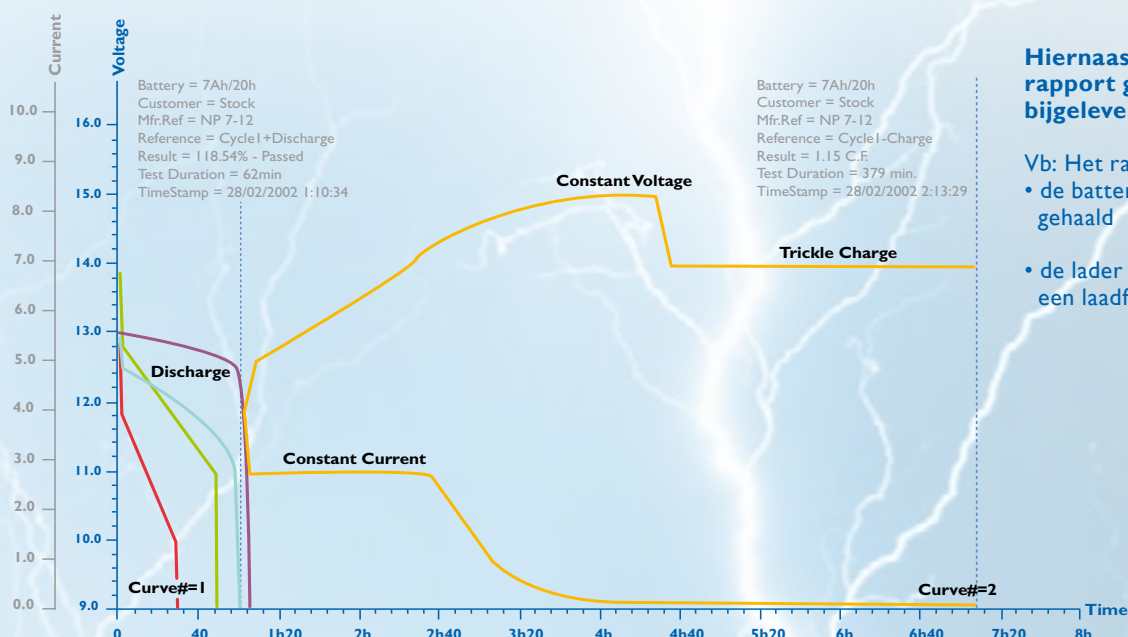 Current
Voltage
Battery = 7Ah/20h
Customer = Stock
Mfr.Ref = NP 7-12
Reference = Cycle1+Discharge
Result = 118.54% - Passed
Test Duration = 62min
TimeStamp = 28/02/2002 1:10:34
Battery = 7Ah/20h
Customer = Stock
Mfr.Ref = NP 7-12
Reference = Cycle1-Charge
Result = 1.15 C.F.
Test Duration = 379 min.
TimeStamp = 28/02/2002 2:13:29
10.0
9.0
8.0
7.0
6.0
5.0
4.0
3.0
2.0
1.0
0.0
16.0
15.0
14.0
13.0
12.0
11.0
10.0
9.0
Constant Voltage
Trickle Charge
Discharge
Constant Current
Curve#=1
Curve#=2
Time
0 40 1h20 2h 2h40 3h20 4h 4h40 5h20 6h 6h40 7h20 8h
Hiernaas
rapport
bijgeleve
Vb: Het ra
• de batter
gehaald
• de lader
een laadf